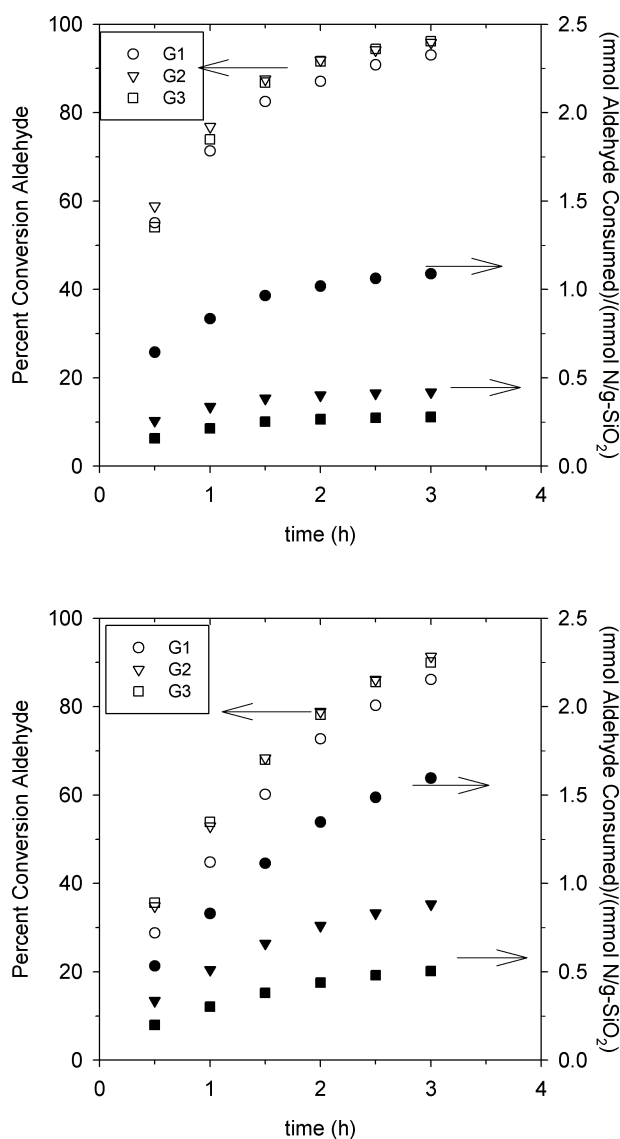 Percent Conversion Aldehyde
100
80
60
40
20
0
G1
G2
G3
2.5
2.0
1.5
1.0
0.5
0.0
(mmol Aldehyde Consumed)/(mmol N/g-SiO2)
0 1 2 3 4
time (h)
Percent Conversion Aldehyde
100
80
60
40
20
0
G1
G2
G3
2.5
2.0
1.5
1.0
0.5
0.0
(mmol Aldehyde Consumed)/(mmol N/g-SiO2)
0 1 2 3 4
time (h)